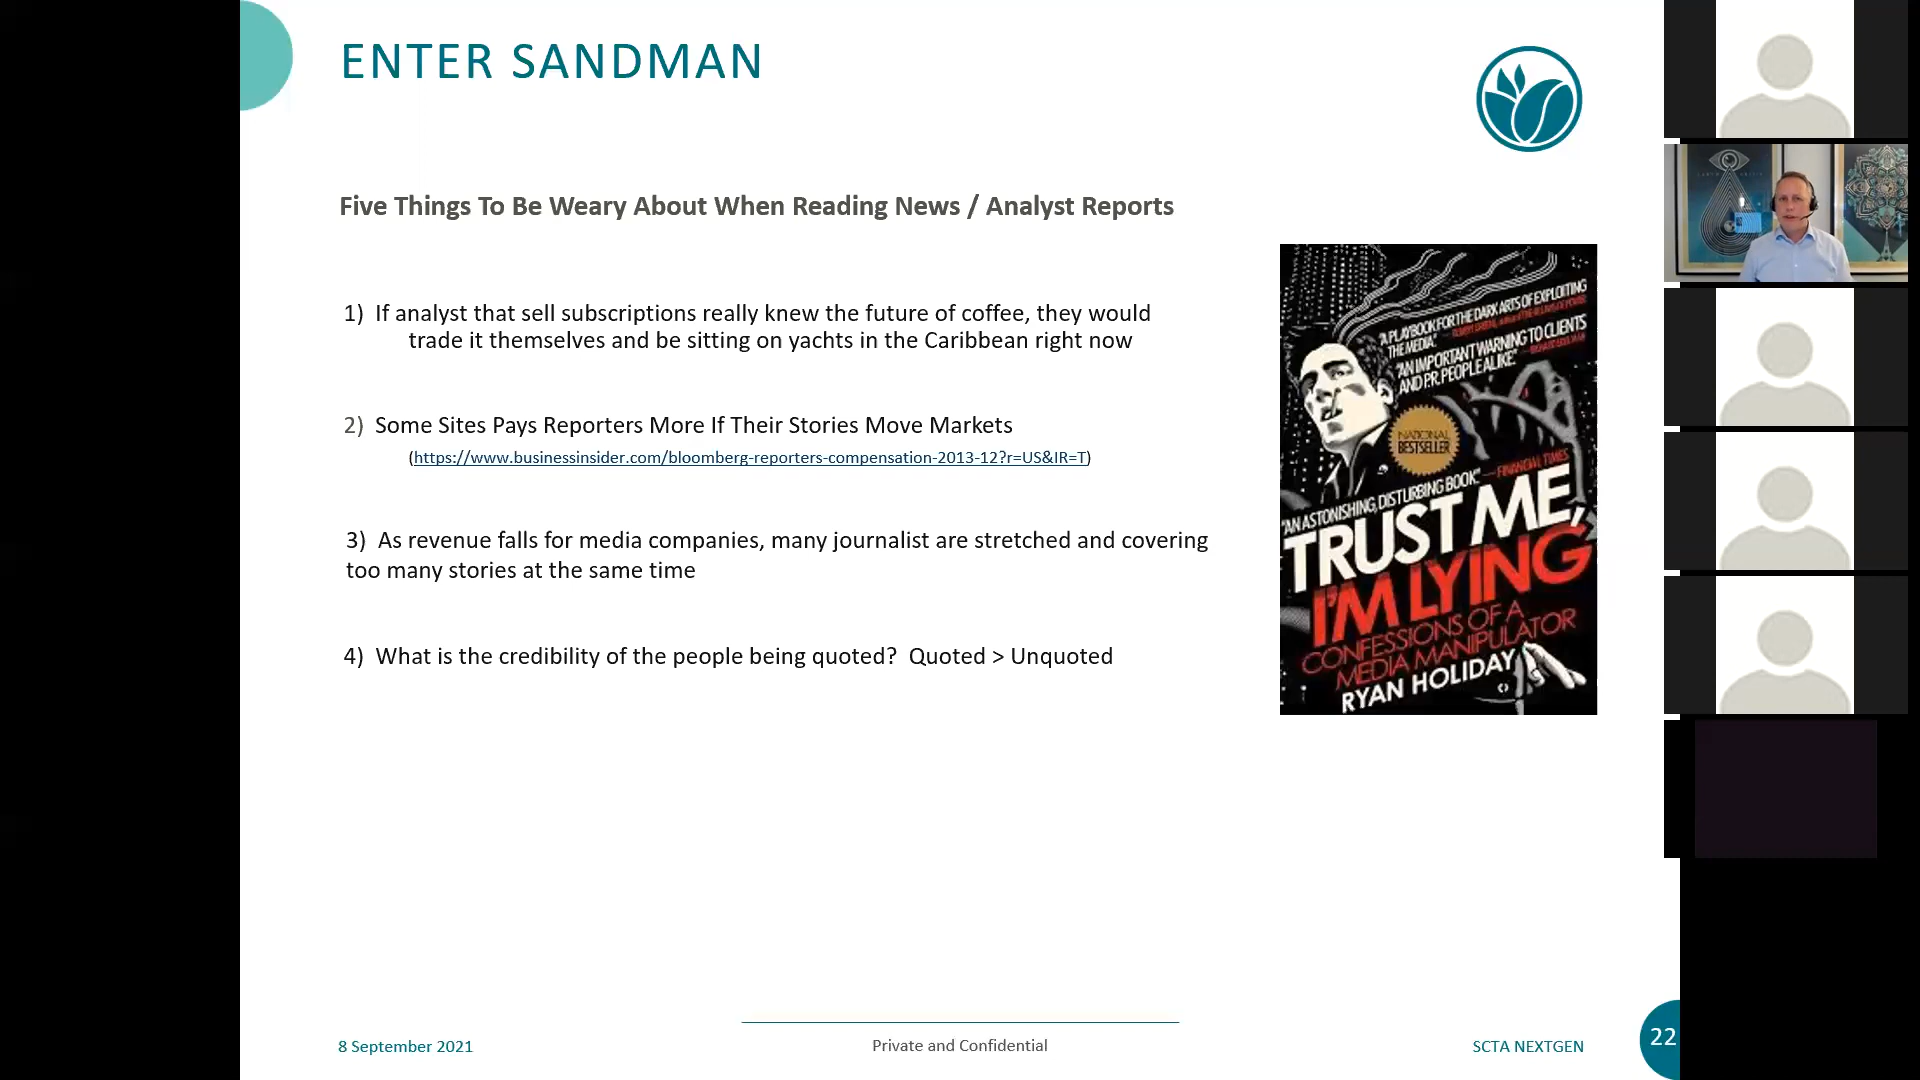 ENTER SANDMAN
Five Things To Be Weary About When Reading News / Analyst Reports
1) If analyst that sell subscriptions really knew the future of coffee, they would
trade it themselves and be sitting on yachts in the Caribbean right now
2) Some Sites Pays Reporters More If Their Stories Move Markets
(https://www.businessinsider.com/bloomberg-reporters-compensation-2013-12?r=US&IR=T)
3) As revenue falls for media companies, many journalist are stretched and covering
too many stories at the same time
4) What is the credibility of the people being quoted? Quoted > Unquoted
"A PLAYBOOK FOR THE DARK ARTS OF EXPLOITING
THE MEDIA."
"AN IMPORTANT WARNING TO CLIENTS
AND P.R. PEOPLE ALIKE."
NATIONAL
BESTSELLER
"AN ASTONISHING, DISTURBING BOOK." —FINANCIAL TIMES
TRUST ME,
I'M LYING
CONFESSIONS OF A
MEDIA MANIPULATOR
RYAN HOLIDAY
8 September 2021
Private and Confidential
SCTA NEXTGEN
22